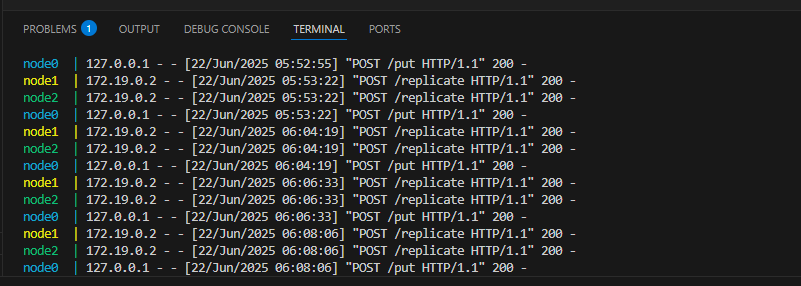 PROBLEMS 1 OUTPUT DEBUG CONSOLE TERMINAL PORTS
node0 | 127.0.0.1 - - [22/Jun/2025 05:52:55] "POST /put HTTP/1.1" 200 -
node1 | 172.19.0.2 - - [22/Jun/2025 05:53:22] "POST /replicate HTTP/1.1" 200 -
node2 | 172.19.0.2 - - [22/Jun/2025 05:53:22] "POST /replicate HTTP/1.1" 200 -
node0 | 127.0.0.1 - - [22/Jun/2025 05:53:22] "POST /put HTTP/1.1" 200 -
node1 | 172.19.0.2 - - [22/Jun/2025 06:04:19] "POST /replicate HTTP/1.1" 200 -
node2 | 172.19.0.2 - - [22/Jun/2025 06:04:19] "POST /replicate HTTP/1.1" 200 -
node0 | 127.0.0.1 - - [22/Jun/2025 06:04:19] "POST /put HTTP/1.1" 200 -
node1 | 172.19.0.2 - - [22/Jun/2025 06:06:33] "POST /replicate HTTP/1.1" 200 -
node2 | 172.19.0.2 - - [22/Jun/2025 06:06:33] "POST /replicate HTTP/1.1" 200 -
node0 | 127.0.0.1 - - [22/Jun/2025 06:06:33] "POST /put HTTP/1.1" 200 -
node1 | 172.19.0.2 - - [22/Jun/2025 06:08:06] "POST /replicate HTTP/1.1" 200 -
node2 | 172.19.0.2 - - [22/Jun/2025 06:08:06] "POST /replicate HTTP/1.1" 200 -
node0 | 127.0.0.1 - - [22/Jun/2025 06:08:06] "POST /put HTTP/1.1" 200 -